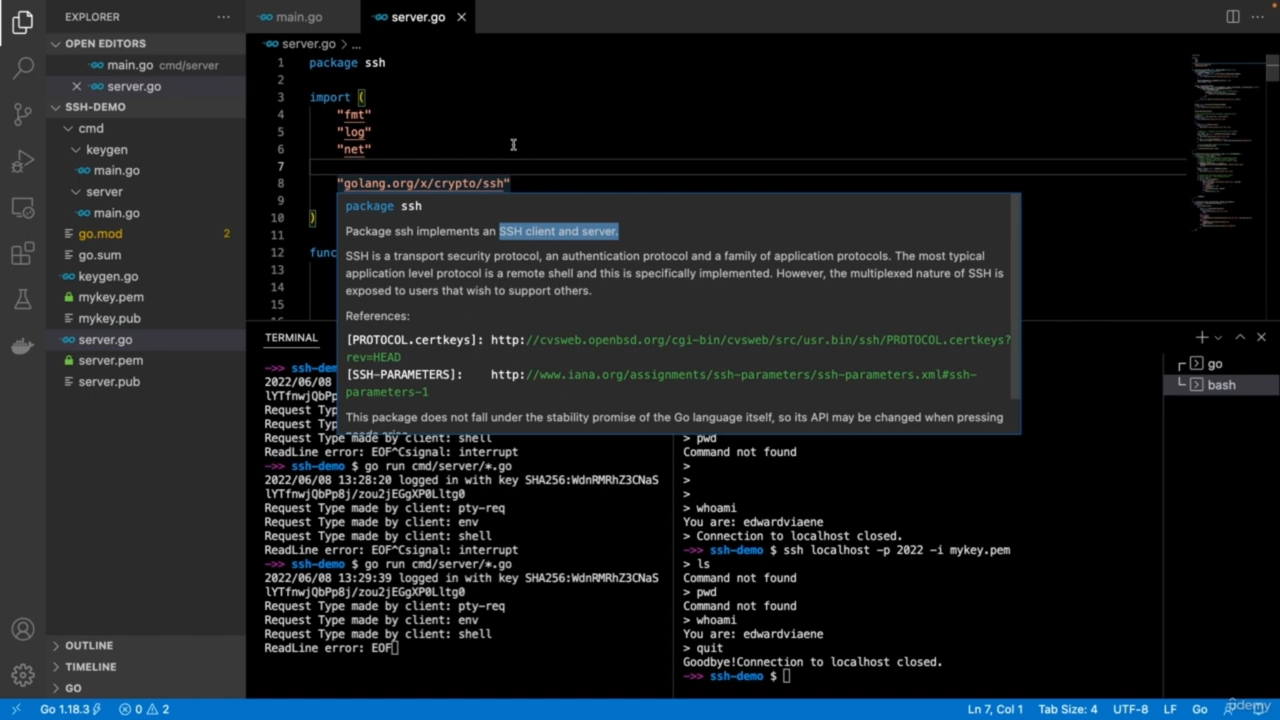 EXPLORER
OPEN EDITORS
main.go cmd/server
server.go
SSH-DEMO
cmd
keygen
main.go
server
main.go
go.mod 2
go.sum
keygen.go
mykey.pem
mykey.pub
server.go
server.pem
server.pub
OUTLINE
TIMELINE
GO
main.go
server.go
server.go > ...
1 package ssh
2
3 import (
4 "fmt"
5 "log"
6 "net"
7
8 "golang.org/x/crypto/ssh"
10 )
11
12 func
13
14
15
package ssh
Package ssh implements an SSH client and server.
SSH is a transport security protocol, an authentication protocol and a family of application protocols. The most typical
application level protocol is a remote shell and this is specifically implemented. However, the multiplexed nature of SSH is
exposed to users that wish to support others.
References:
[PROTOCOL.certkeys]: http://cvsweb.openbsd.org/cgi-bin/cvsweb/src/usr.bin/ssh/PROTOCOL.certkeys?
rev=HEAD
[SSH-PARAMETERS]: http://www.iana.org/assignments/ssh-parameters/ssh-parameters.xml#ssh-
parameters-1
This package does not fall under the stability promise of the Go language itself, so its API may be changed when pressing
TERMINAL
go
bash
->> ssh-dem
2022/06/08
lYTfnwjQbP
Request Ty
Request Ty
Request Type made by client: shell
ReadLine error: EOF^Csignal: interrupt
->> ssh-demo $ go run cmd/server/*.go
2022/06/08 13:28:20 logged in with key SHA256:WdnRMRhZ3CNaS
lYTfnwjQbPp8j/zou2jEGgXP0Lltg0
Request Type made by client: pty-req
Request Type made by client: env
Request Type made by client: shell
ReadLine error: EOF^Csignal: interrupt
->> ssh-demo $ go run cmd/server/*.go
2022/06/08 13:29:39 logged in with key SHA256:WdnRMRhZ3CNaS
lYTfnwjQbPp8j/zou2jEGgXP0Lltg0
Request Type made by client: pty-req
Request Type made by client: env
Request Type made by client: shell
ReadLine error: EOF
> pwd
Command not found
>
>
>
> whoami
You are: edwardviaene
> Connection to localhost closed.
->> ssh-demo $ ssh localhost -p 2022 -i mykey.pem
> ls
Command not found
> pwd
Command not found
> whoami
You are: edwardviaene
> quit
Goodbye!Connection to localhost closed.
->> ssh-demo $
Go 1.18.3 0 2
Ln 7, Col 1 Tab Size: 4 UTF-8 LF Go
udemy